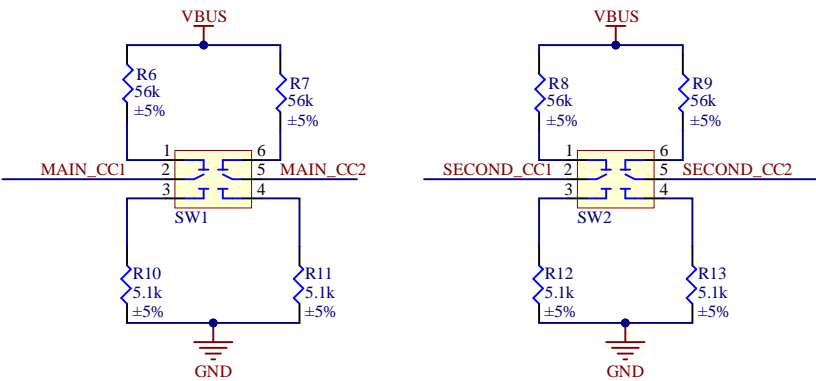 VBUS
R6
56k
±5%
R7
56k
±5%
1
2
3
6
5
4
MAIN_CC1
MAIN_CC2
SW1
R10
5.1k
±5%
R11
5.1k
±5%
GND
VBUS
R8
56k
±5%
R9
56k
±5%
1
2
3
6
5
4
SECOND_CC1
SECOND_CC2
SW2
R12
5.1k
±5%
R13
5.1k
±5%
GND